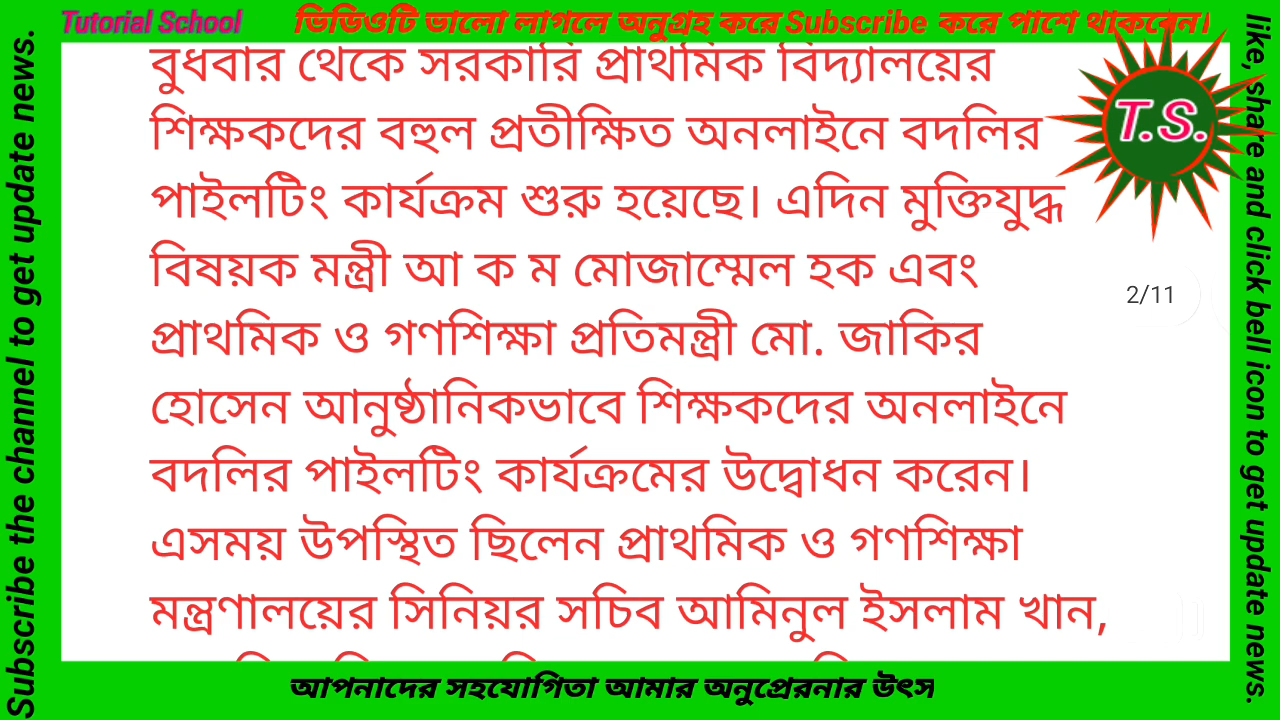 Tutorial School
ভিডিওটি ভালো লাগলে অনুগ্রহ করে Subscribe করে পাশে থাকবেন।
Subscribe the channel to get update news.
বুধবার থেকে সরকারি প্রাথমিক বিদ্যালয়ের
শিক্ষকদের বহুল প্রতীক্ষিত অনলাইনে বদলির
পাইলটিং কার্যক্রম শুরু হয়েছে। এদিন মুক্তিযুদ্ধ
বিষয়ক মন্ত্রী আ ক ম মোজাম্মেল হক এবং
প্রাথমিক ও গণশিক্ষা প্রতিমন্ত্রী মো. জাকির
হোসেন আনুষ্ঠানিকভাবে শিক্ষকদের অনলাইনে
বদলির পাইলটিং কার্যক্রমের উদ্বোধন করেন।
এসময় উপস্থিত ছিলেন প্রাথমিক ও গণশিক্ষা
মন্ত্রণালয়ের সিনিয়র সচিব আমিনুল ইসলাম খান,
T.S.
2/11
like, share and click bell icon to get update news.
আপনাদের সহযোগিতা আমার অনুপ্রেরনার উৎস